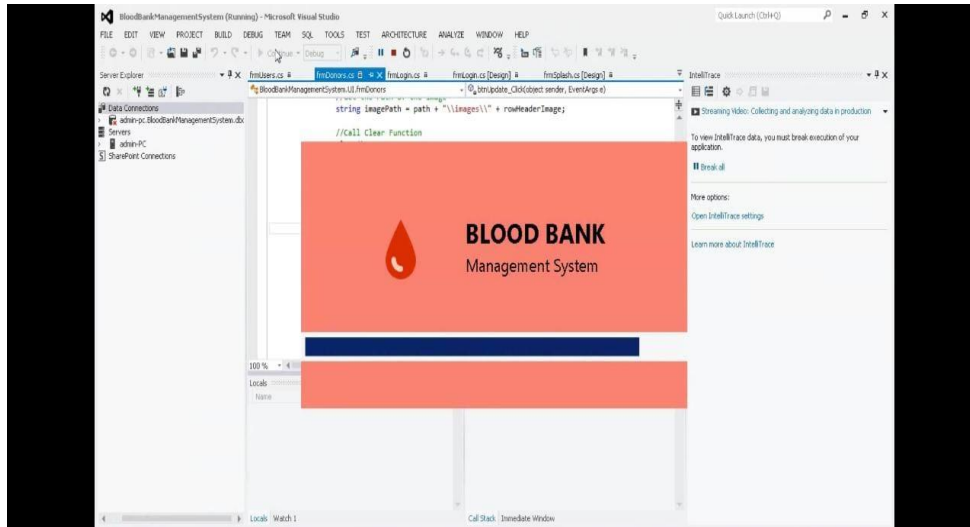 BloodBankManagementSystem (Running) - Microsoft Visual Studio
Quick Launch (Ctrl+Q)
FILE EDIT VIEW PROJECT BUILD DEBUG TEAM SQL TOOLS TEST ARCHITECTURE ANALYZE WINDOW HELP
Debug
Server Explorer
frmUsers.cs frmDonors.cs frmLogin.cs frmLogin.cs [Design] frmSplash.cs [Design]
IntelliTrace
BloodBankManagementSystem.UI.frmDonors
btnUpdate_Click(object sender, EventArgs e)
Data Connections
admin-pc.BloodBankManagementSystem.dbo
Servers
admin-PC
SharePoint Connections
string imagePath = path + "\\images\\" + rowHeaderImage;
//Call Clear Function
Streaming Video: Collecting and analyzing data in production
To view IntelliTrace data, you must break execution of your
application.
Break all
More options:
Open IntelliTrace settings
Learn more about IntelliTrace
BLOOD BANK
Management System
100 %
Locals
Name
Locals Watch 1
Call Stack Immediate Window